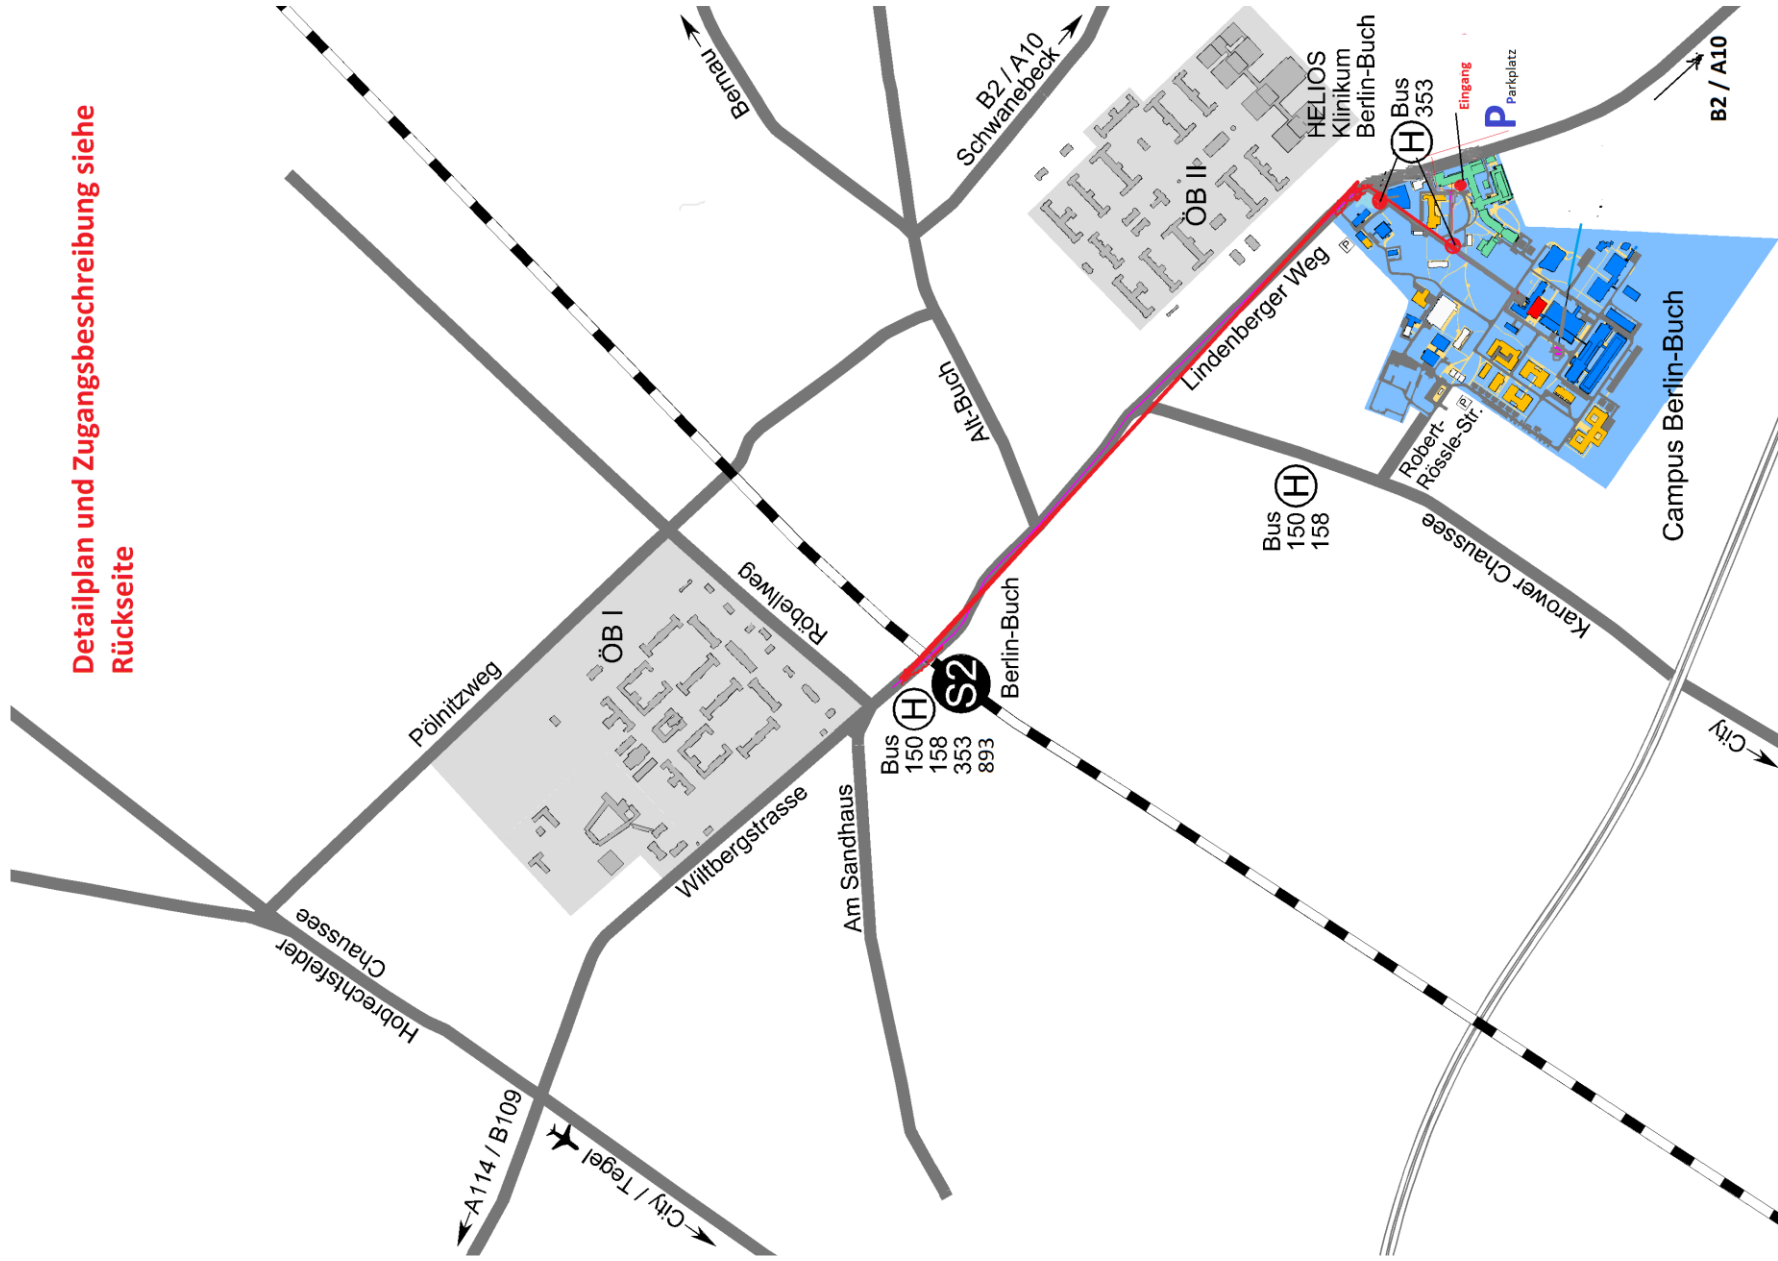 Detailplan und Zugangsbeschreibung siehe
Rückseite
Bernau
B2 / A10
Schwanebeck
HELIOS
Klinikum
Berlin-Buch
ÖB II
Bus
353
H
Eingang
P
Parkplatz
B2 / A10
Lindenberger Weg
P
Alt-Buch
Campus Berlin-Buch
Robert-
Rössle-Str.
P
Bus
150
158
H
Karower Chaussee
City
Röbellweg
ÖB I
Pölnitzweg
S2
Berlin-Buch
Bus
150
158
353
893
H
Wiltbergstrasse
Am Sandhaus
Hobrechtsfelder
Chaussee
A114 / B109
City / Tegel